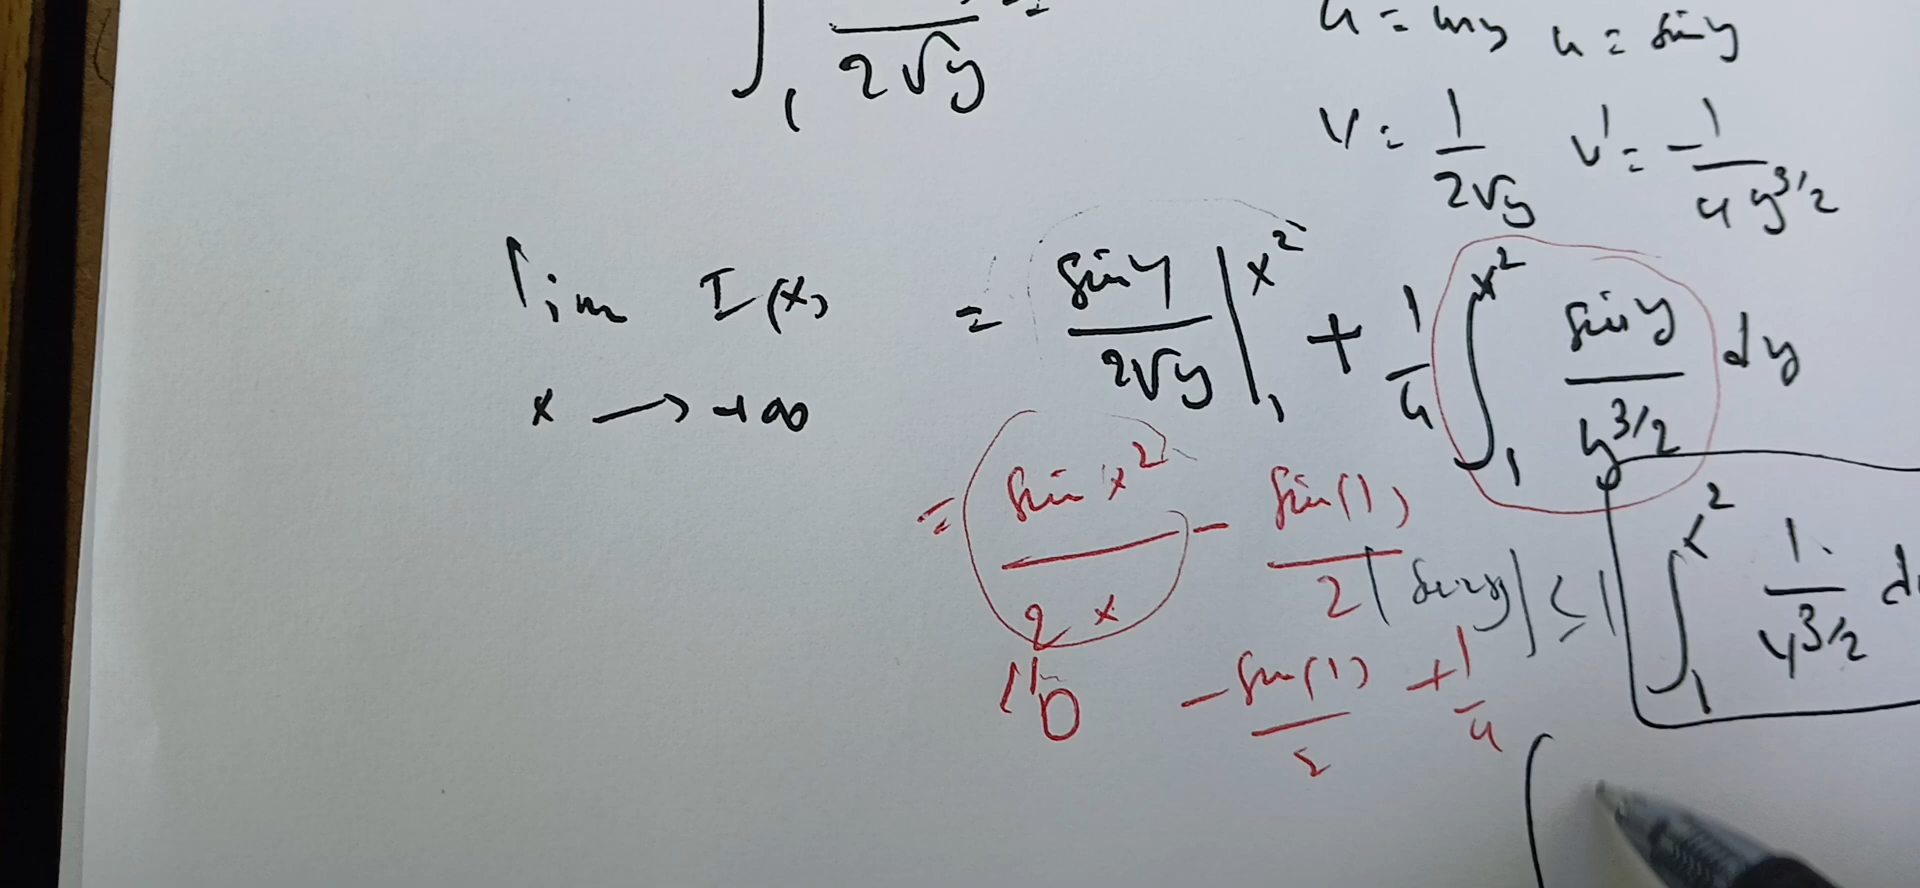 ∫₁ / 2√y
u = sin y
v = 1/(2√y) v' = -1/(4y^{3/2})
lim I(x) = sin y/(2√y) |₁^{x²} + 1/4 ∫₁^{x²} sin y/y^{3/2} dy
x → +∞
= sin x²/(2x) - sin(1)/2 |sin y| ≤ 1 ∫₁^{x²} 1/y^{3/2}
0 - sin(1)/2 + 1/4